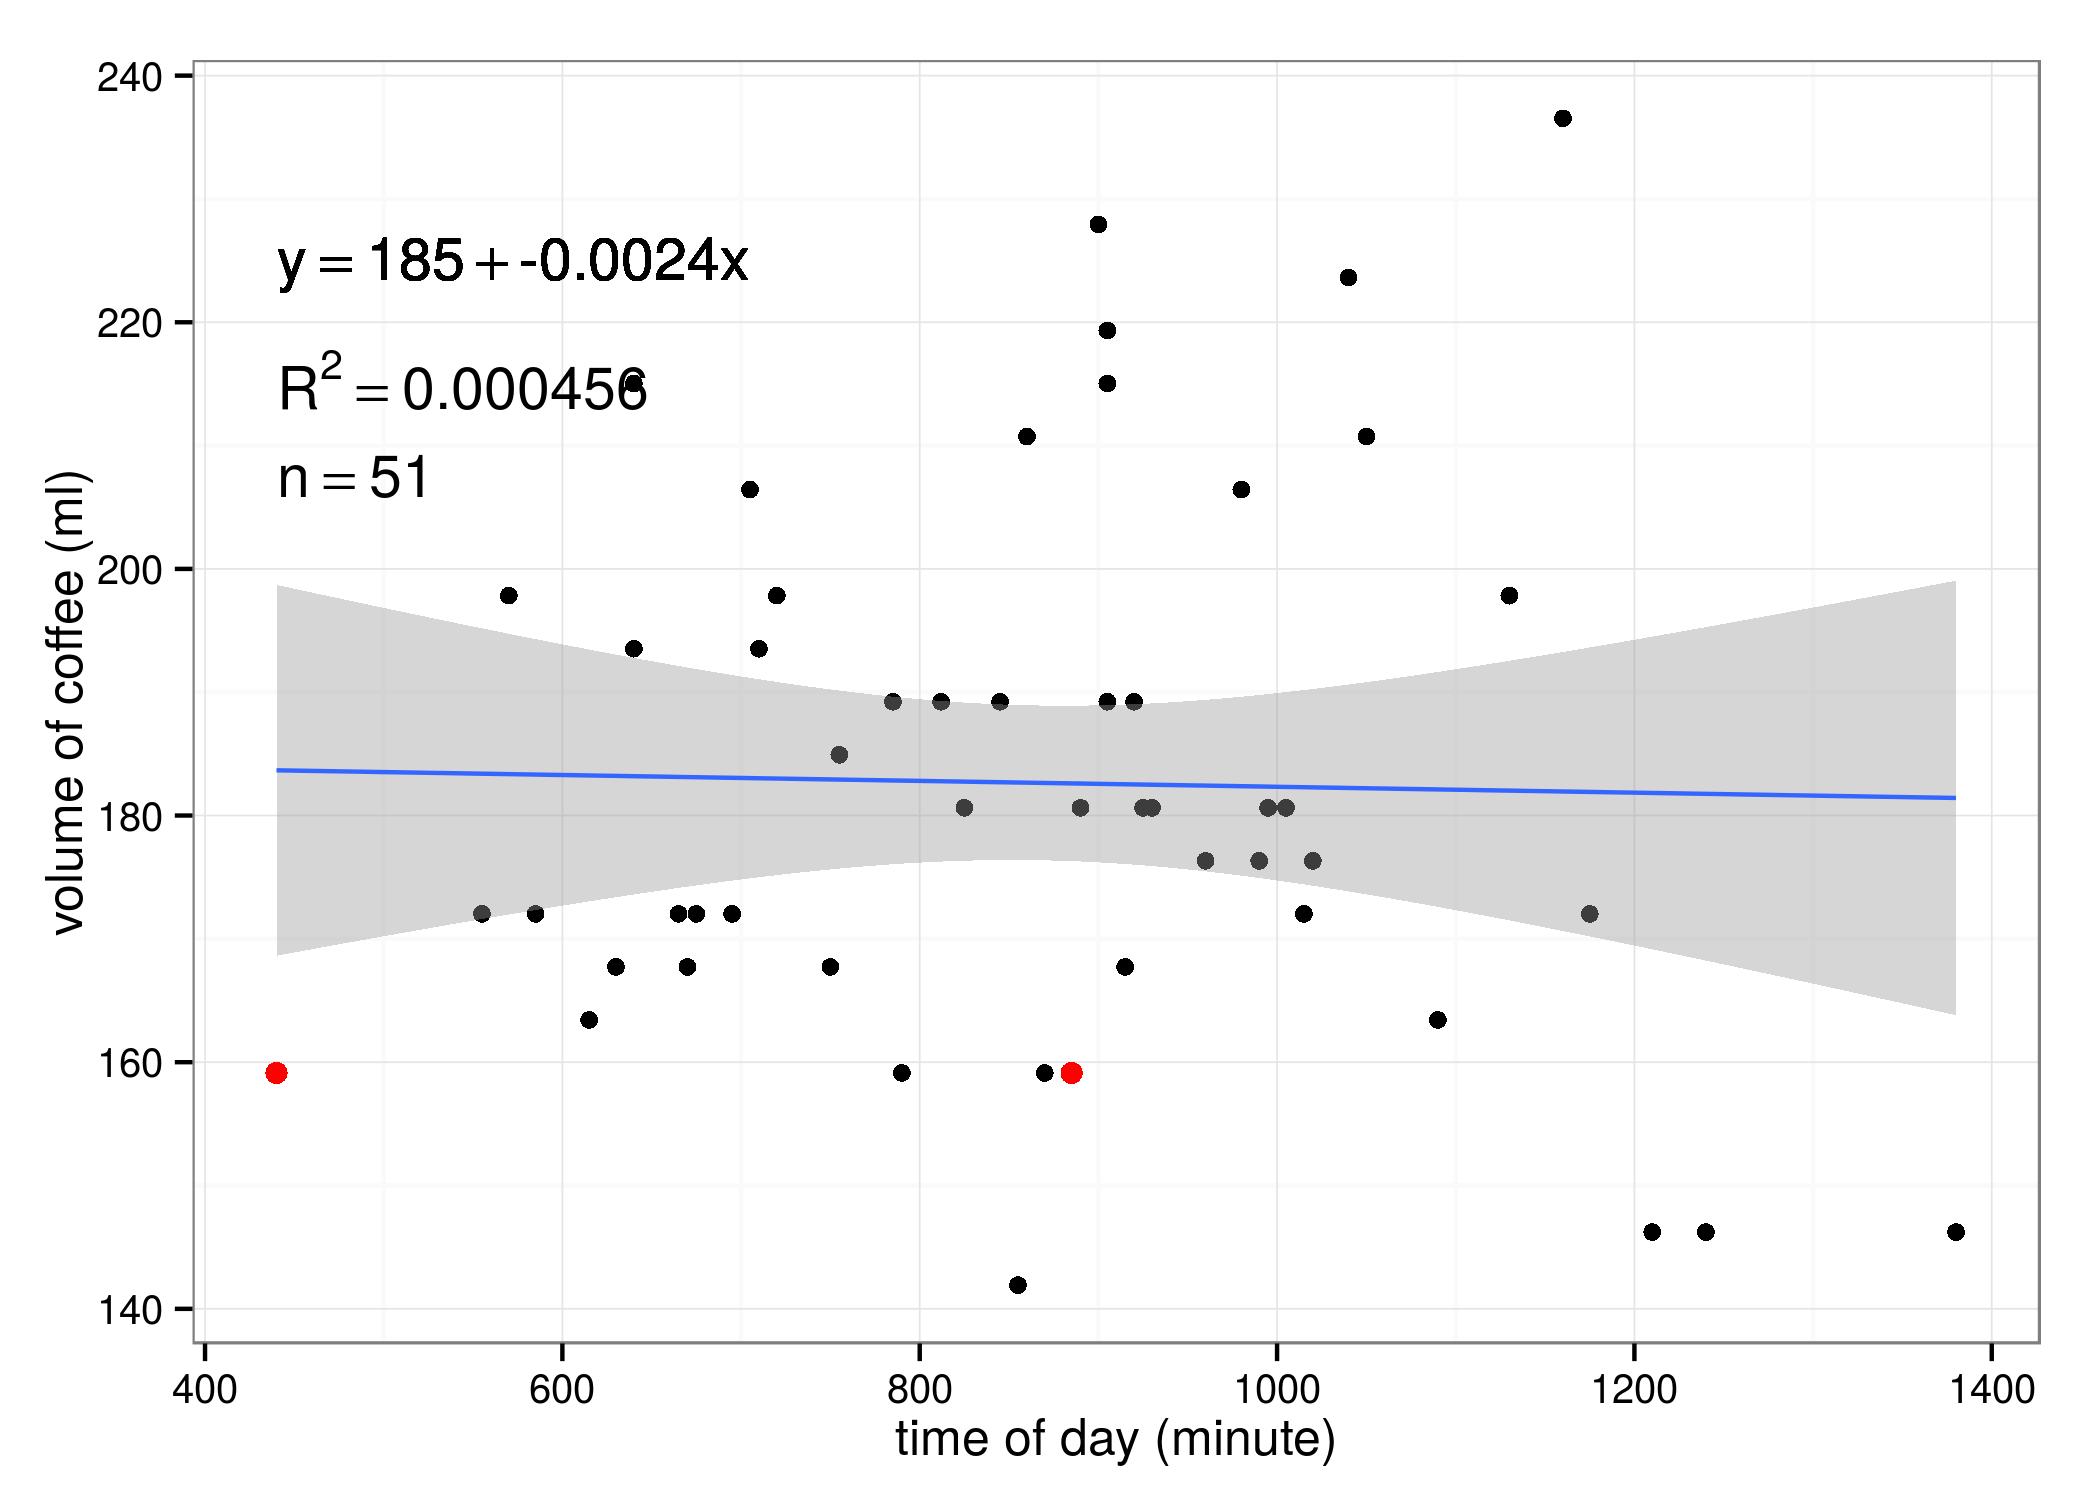 240
220
200
180
160
140
y = 185 + -0.0024x
R² = 0.000456
n = 51
volume of coffee (ml)
400 600 800 1000 1200 1400
time of day (minute)